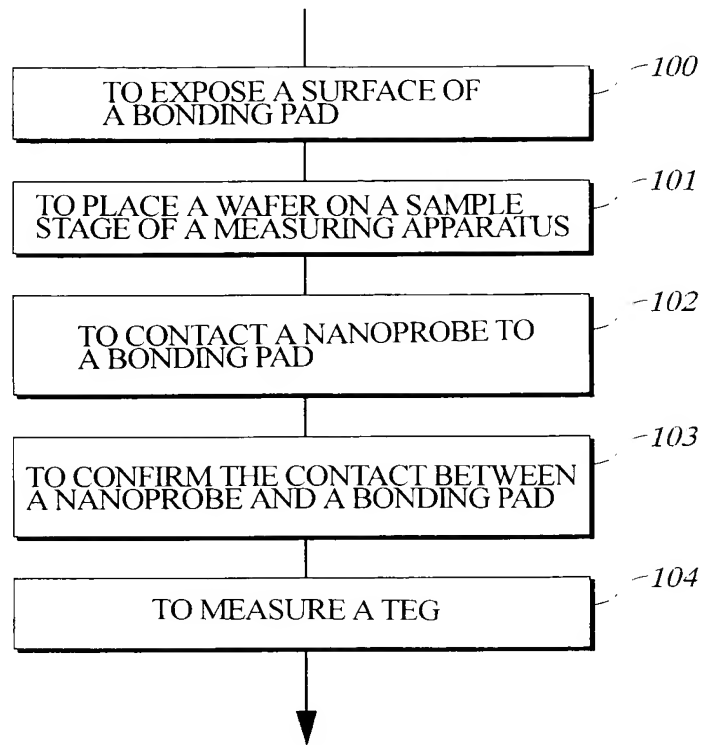 100
TO EXPOSE A SURFACE OF
A BONDING PAD
101
TO PLACE A WAFER ON A SAMPLE
STAGE OF A MEASURING APPARATUS
102
TO CONTACT A NANOPROBE TO
A BONDING PAD
103
TO CONFIRM THE CONTACT BETWEEN
A NANOPROBE AND A BONDING PAD
104
TO MEASURE A TEG